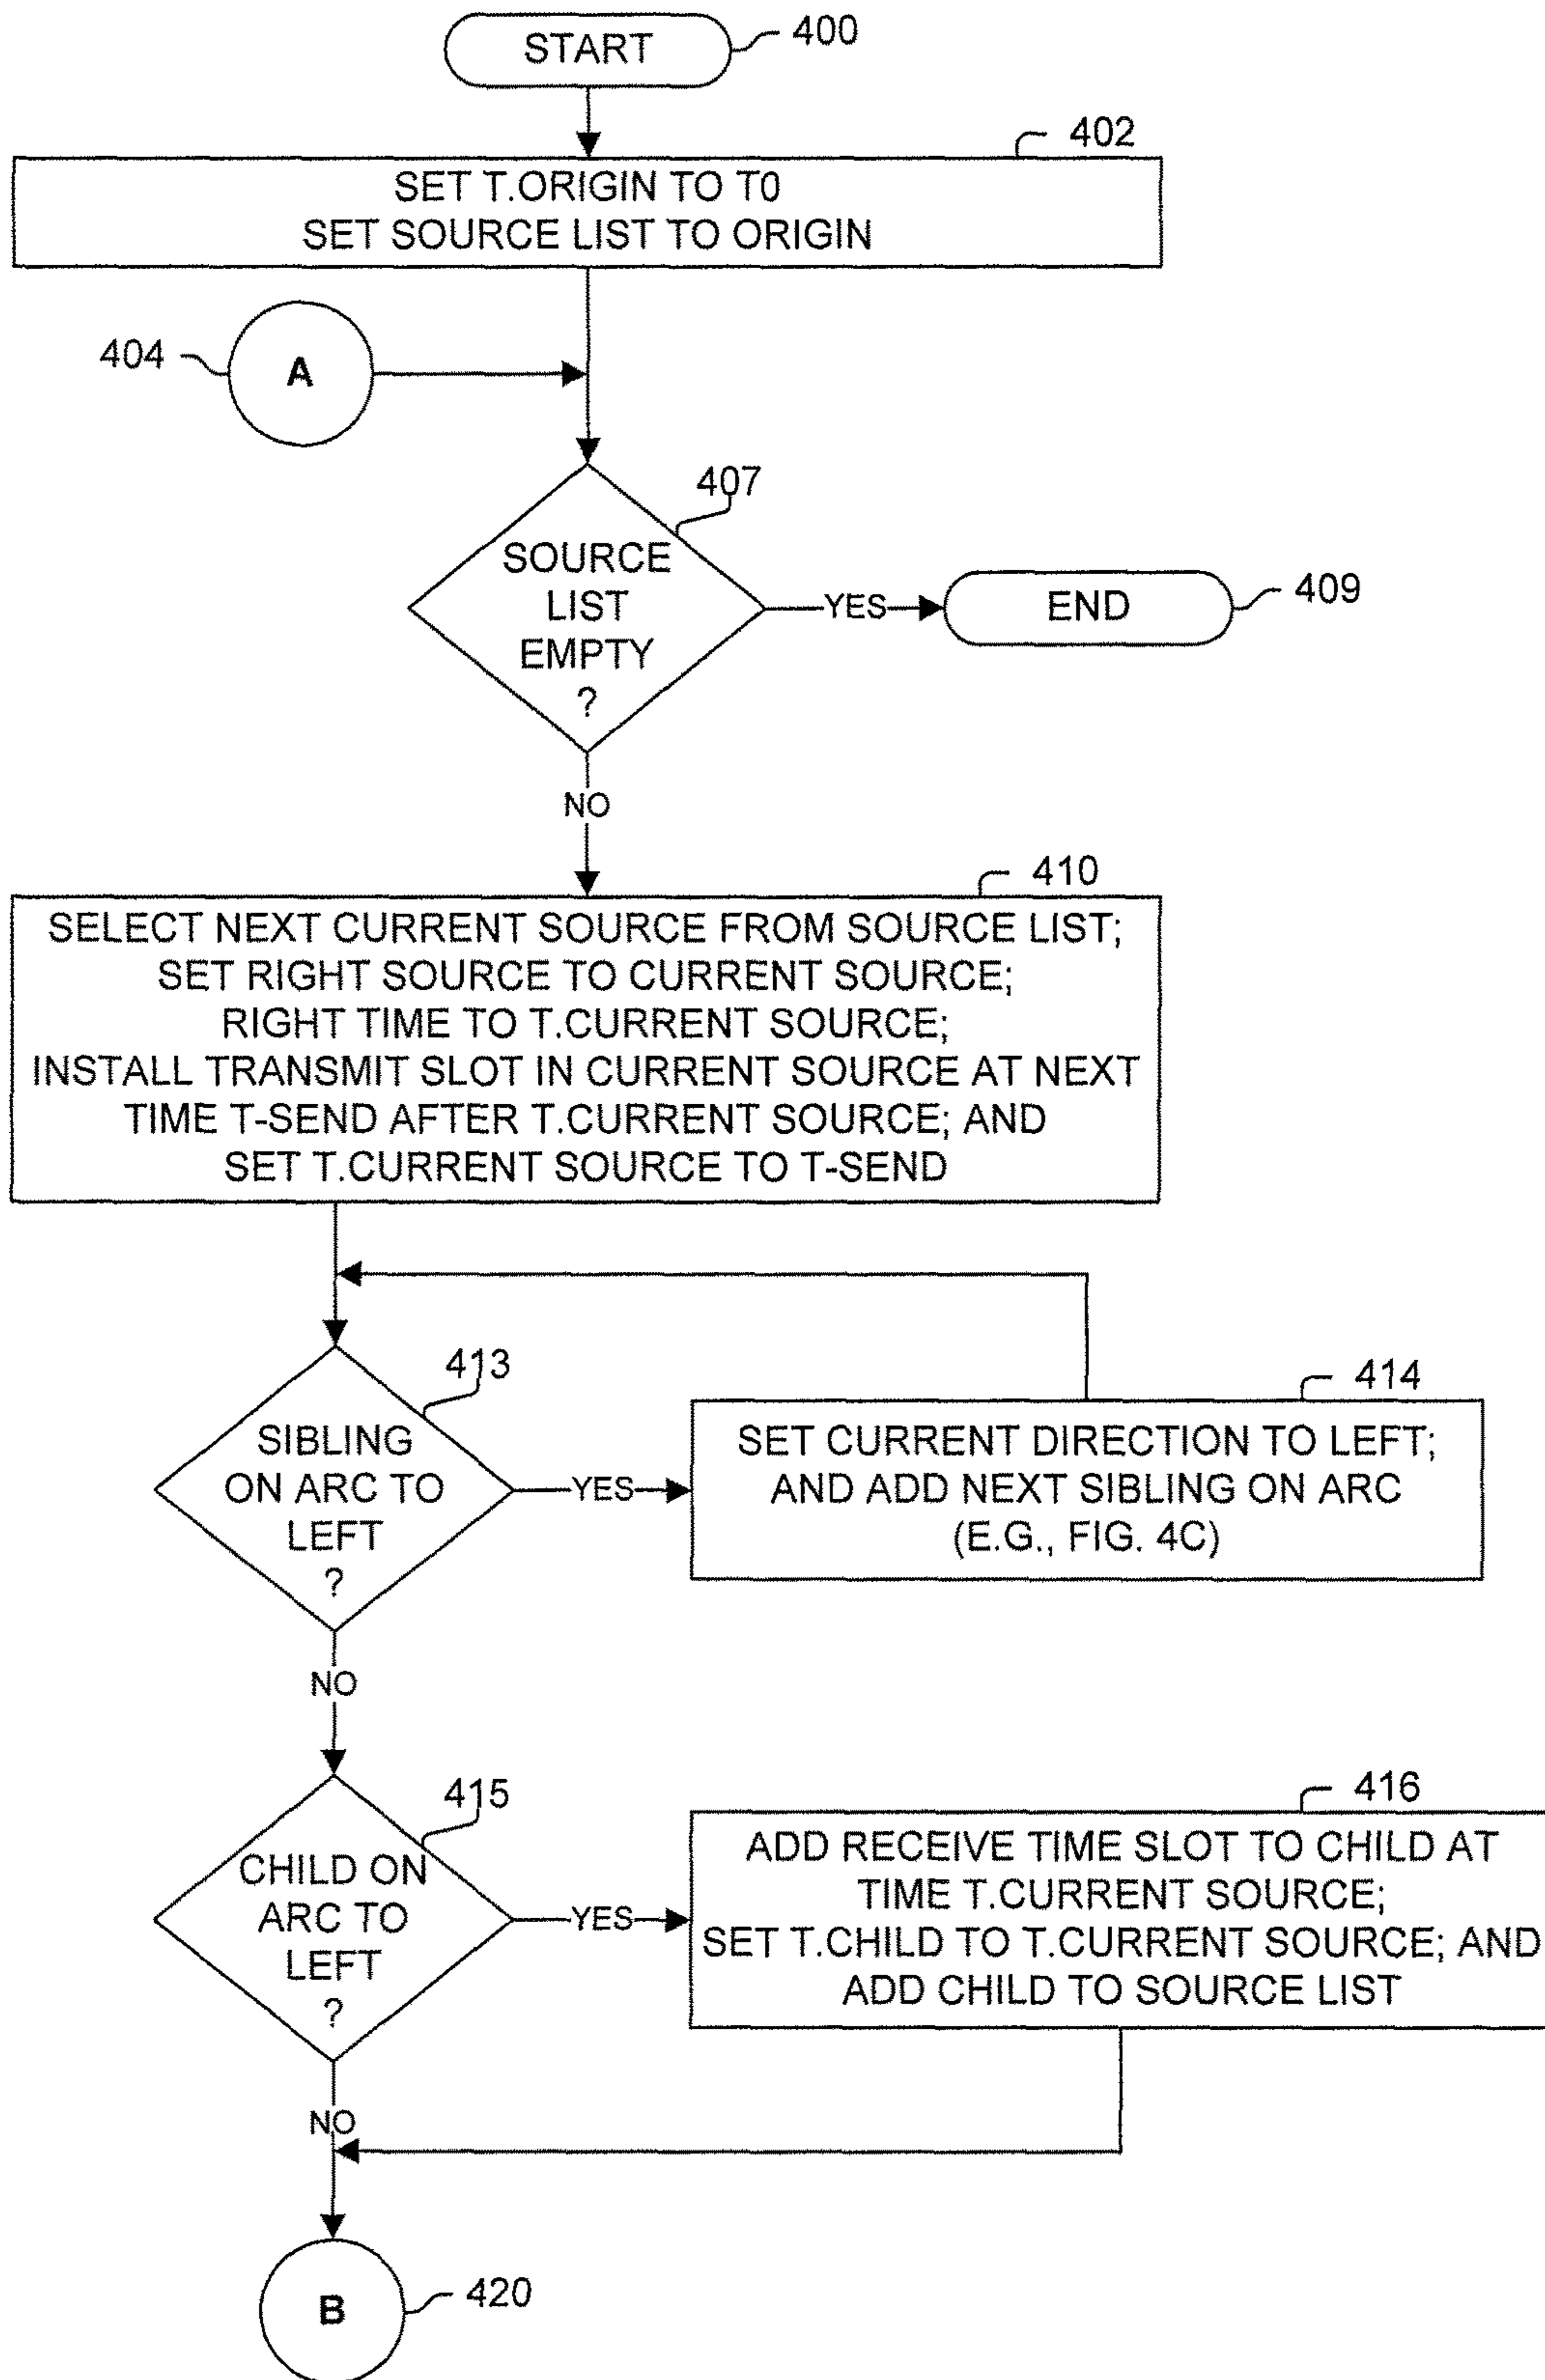 START
400
402
SET T.ORIGIN TO T0
SET SOURCE LIST TO ORIGIN
404
A
407
SOURCE
LIST
EMPTY
?
YES
END
409
NO
410
SELECT NEXT CURRENT SOURCE FROM SOURCE LIST;
SET RIGHT SOURCE TO CURRENT SOURCE;
RIGHT TIME TO T.CURRENT SOURCE;
INSTALL TRANSMIT SLOT IN CURRENT SOURCE AT NEXT
TIME T-SEND AFTER T.CURRENT SOURCE; AND
SET T.CURRENT SOURCE TO T-SEND
413
SIBLING
ON ARC TO
LEFT
?
YES
414
SET CURRENT DIRECTION TO LEFT;
AND ADD NEXT SIBLING ON ARC
(E.G., FIG. 4C)
NO
415
CHILD ON
ARC TO
LEFT
?
YES
416
ADD RECEIVE TIME SLOT TO CHILD AT
TIME T.CURRENT SOURCE;
SET T.CHILD TO T.CURRENT SOURCE; AND
ADD CHILD TO SOURCE LIST
NO
B
420